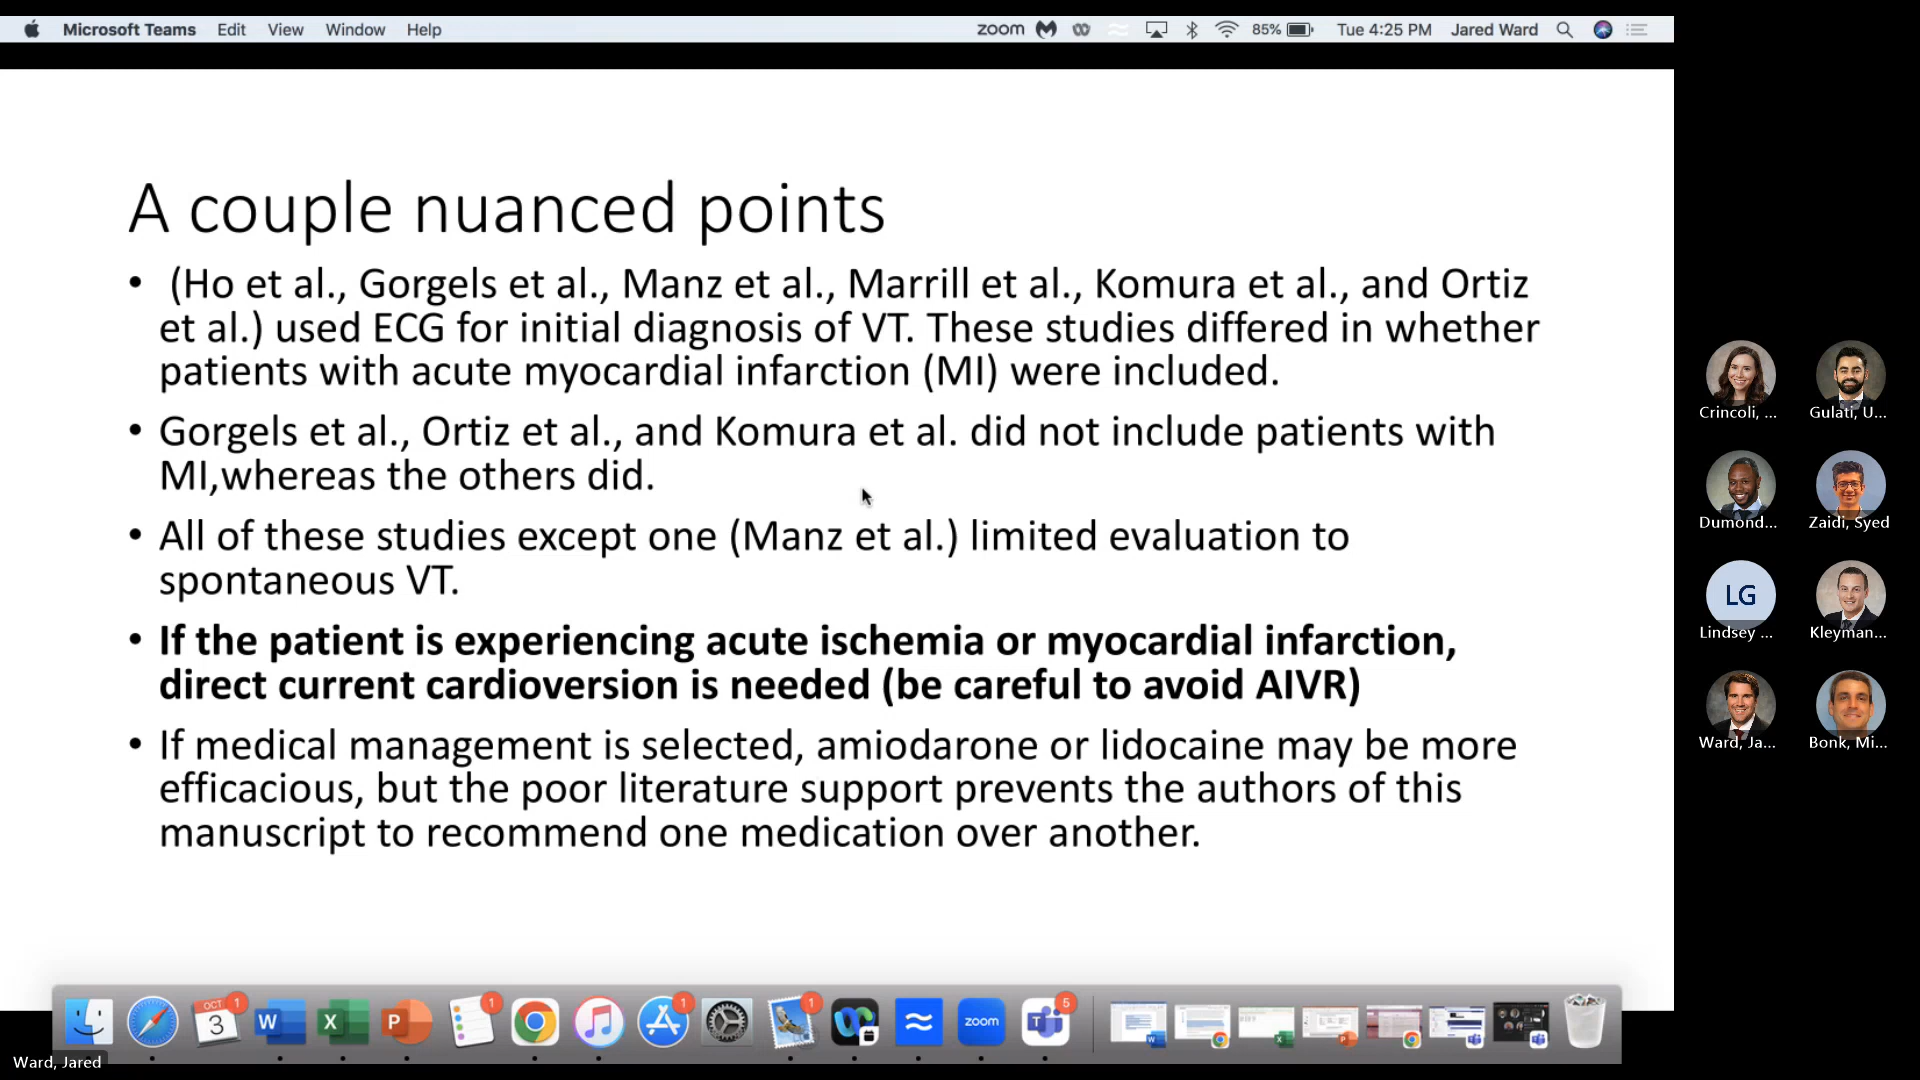 Microsoft Teams Edit View Window Help zoom 85% Tue 4:25 PM Jared Ward
A couple nuanced points
• (Ho et al., Gorgels et al., Manz et al., Marrill et al., Komura et al., and Ortiz
et al.) used ECG for initial diagnosis of VT. These studies differed in whether
patients with acute myocardial infarction (MI) were included.
• Gorgels et al., Ortiz et al., and Komura et al. did not include patients with
MI,whereas the others did.
• All of these studies except one (Manz et al.) limited evaluation to
spontaneous VT.
• If the patient is experiencing acute ischemia or myocardial infarction,
direct current cardioversion is needed (be careful to avoid AIVR)
• If medical management is selected, amiodarone or lidocaine may be more
efficacious, but the poor literature support prevents the authors of this
manuscript to recommend one medication over another.
Crincoli, ... Gulati, U...
Dumond... Zaidi, Syed
LG
Lindsey ... Kleyman...
Ward, Ja... Bonk, Mi...
OCT 3 1 W X P 1 1 1 zoom T 5
Ward, Jared